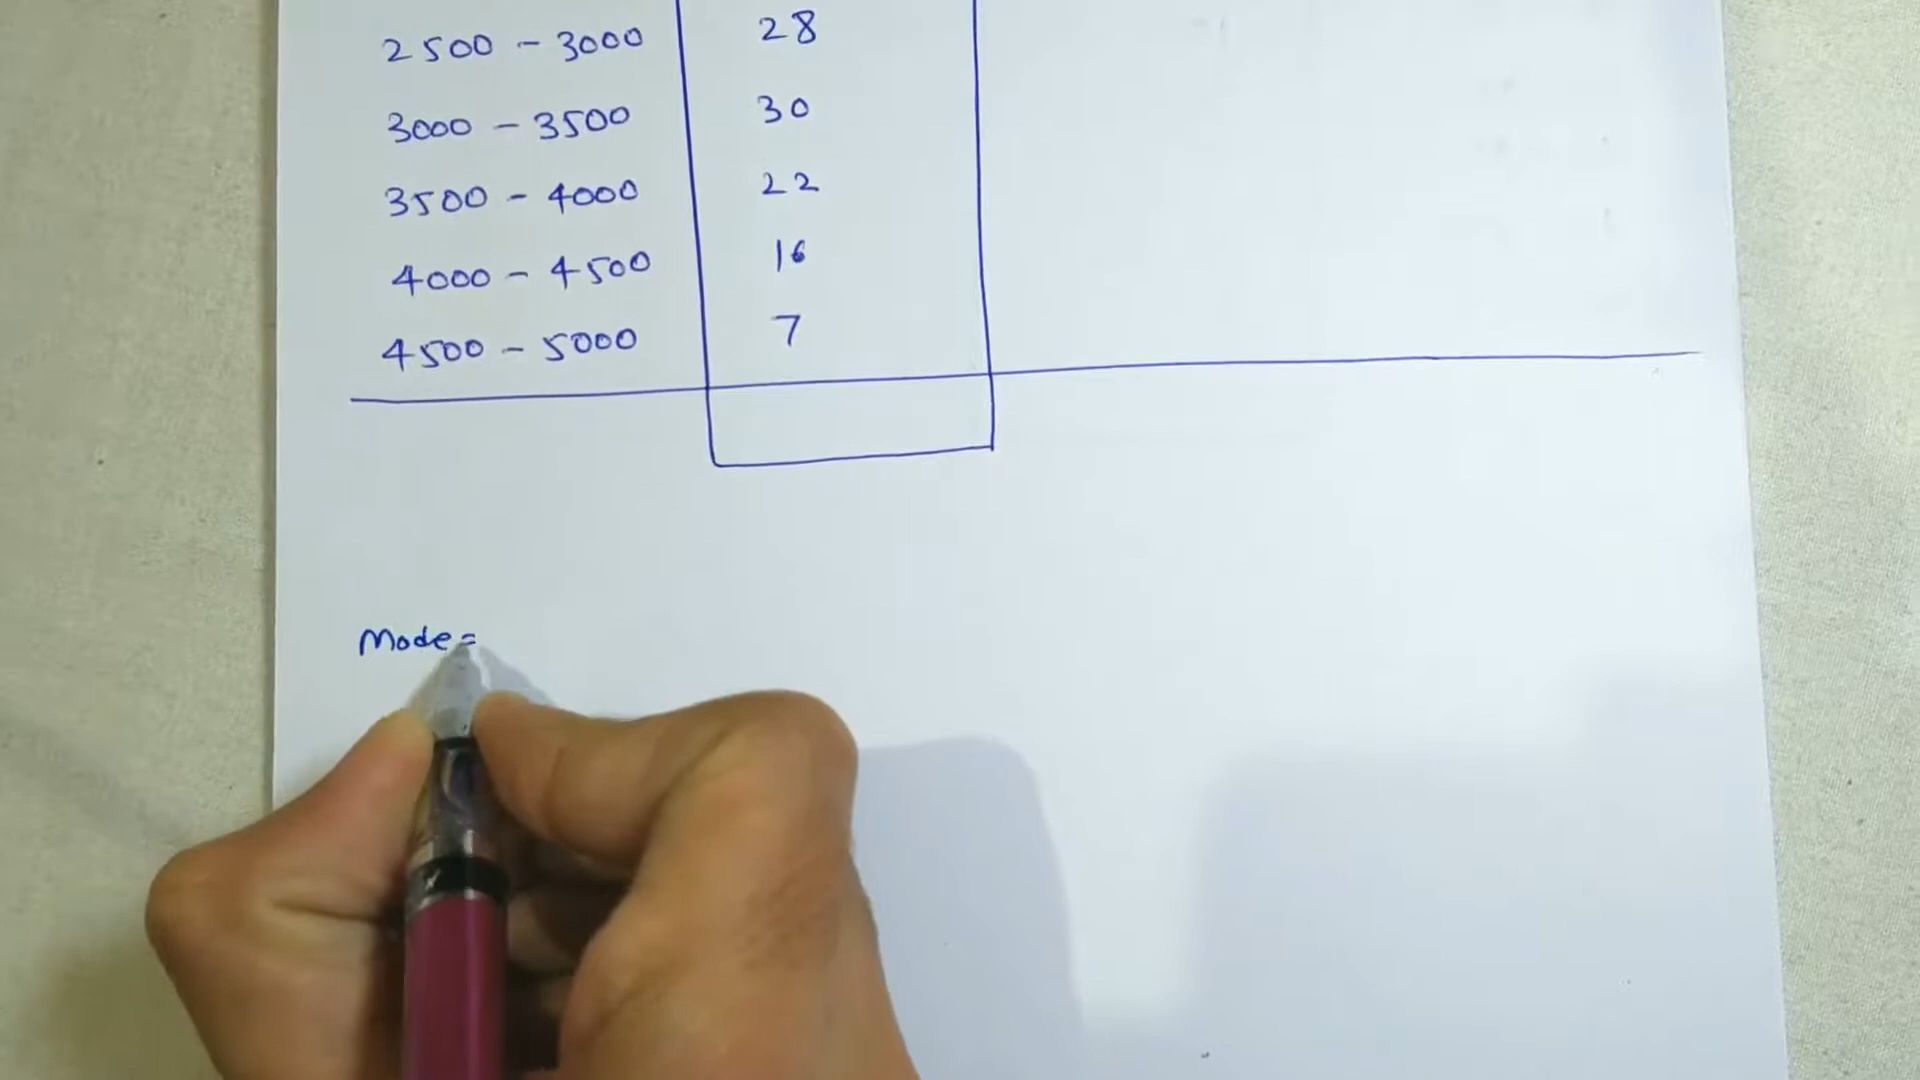 2500 - 3000 28
3000 - 3500 30
3500 - 4000 22
4000 - 4500 16
4500 - 5000 7
Mode =